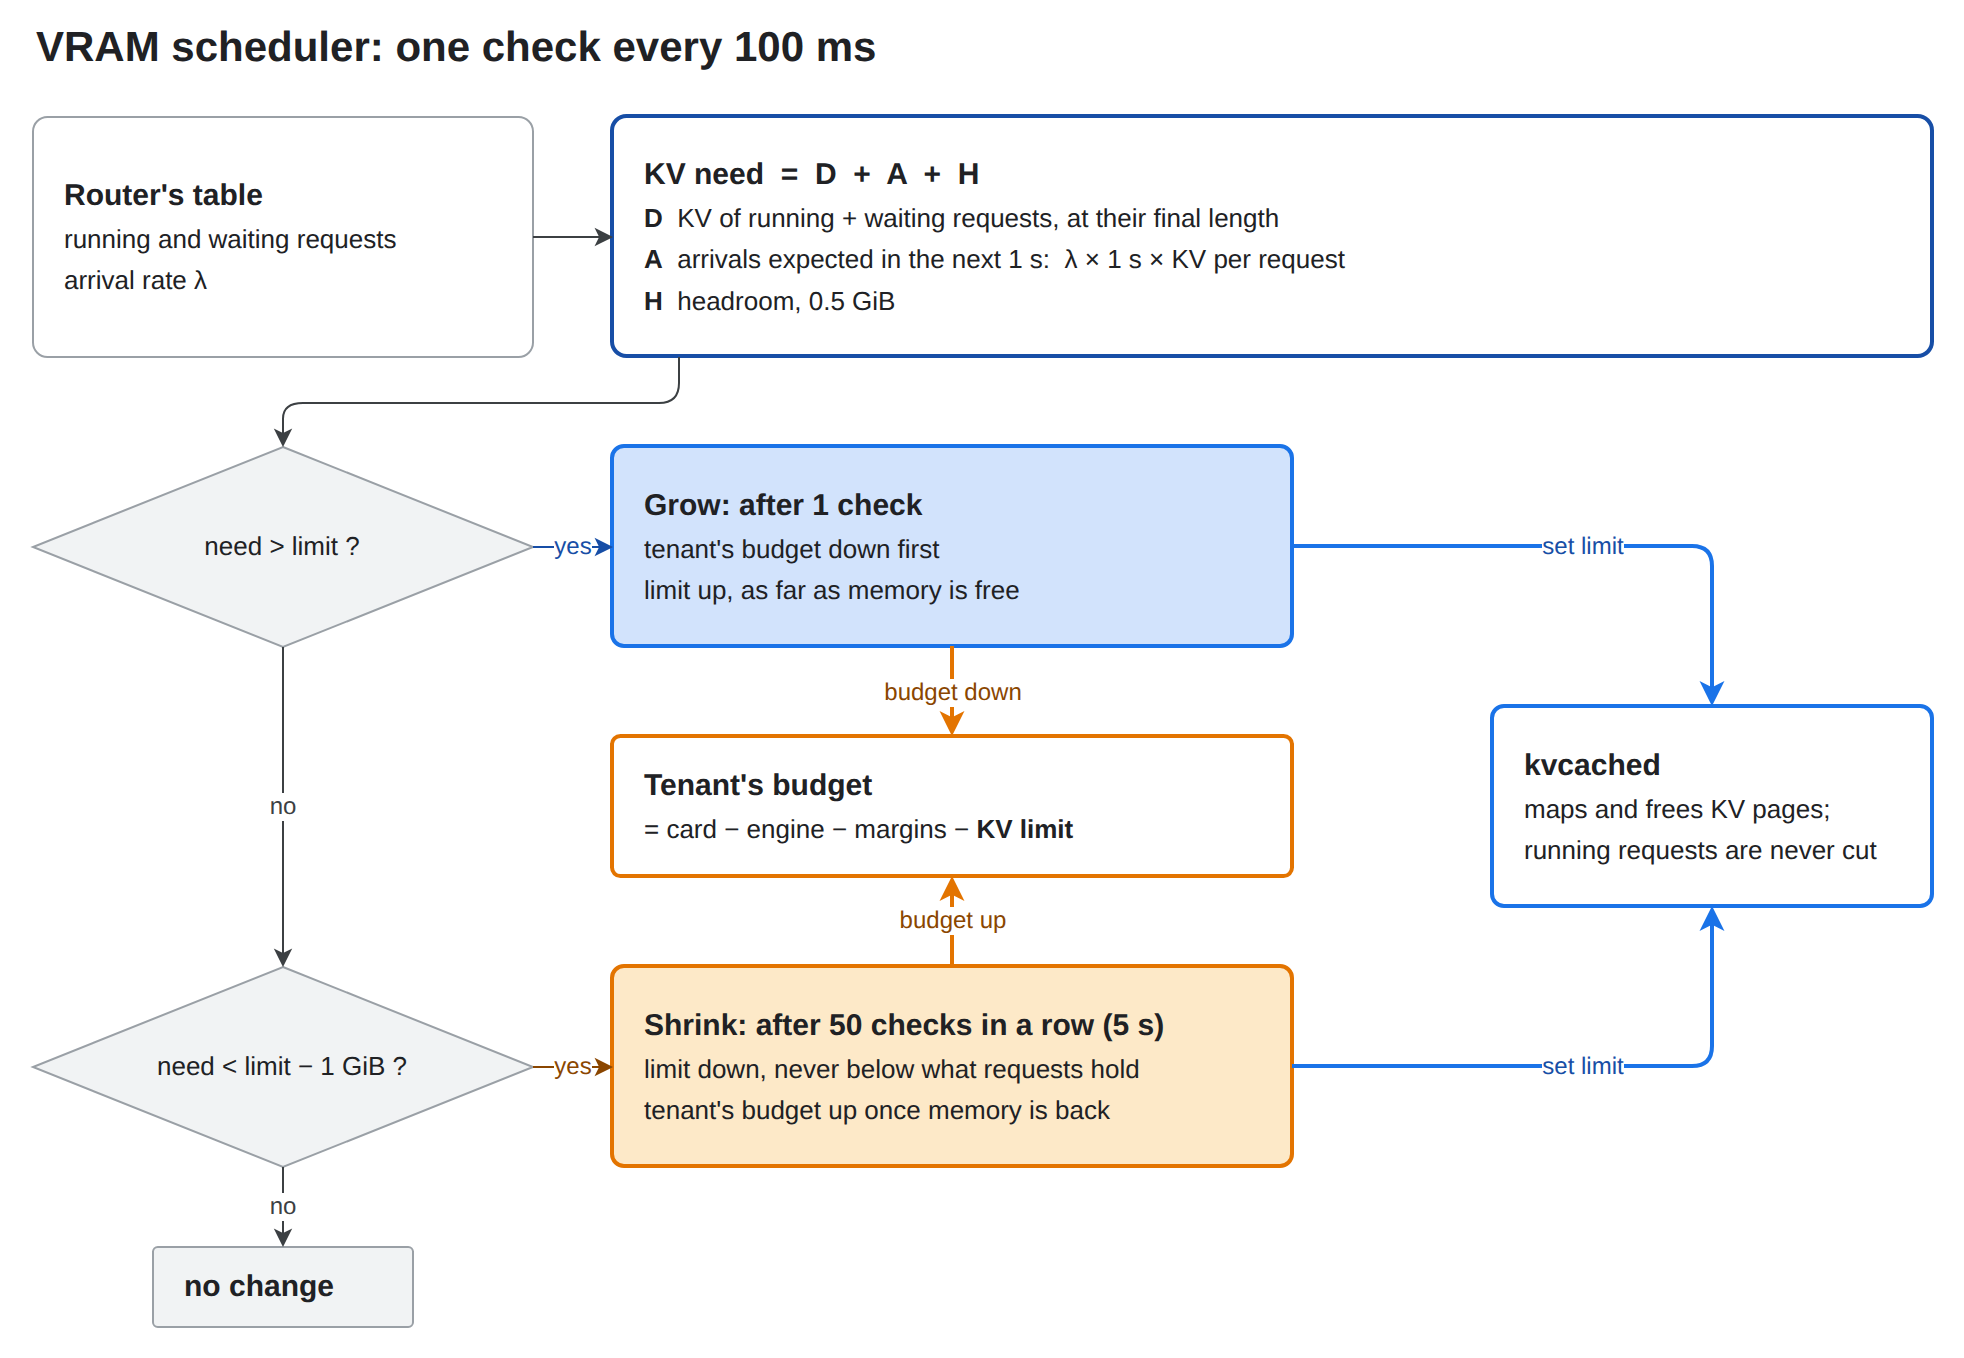 VRAM scheduler: one check every 100 ms
Router's table
running and waiting requests
arrival rate λ
KV need = D + A + H
D KV of running + waiting requests, at their final length
A arrivals expected in the next 1 s: λ × 1 s × KV per request
H headroom, 0.5 GiB
need > limit ?
yes
Grow: after 1 check
tenant's budget down first
limit up, as far as memory is free
set limit
budget down
no
Tenant's budget
= card − engine − margins − KV limit
kvcached
maps and frees KV pages;
running requests are never cut
budget up
need < limit − 1 GiB ?
yes
Shrink: after 50 checks in a row (5 s)
limit down, never below what requests hold
tenant's budget up once memory is back
set limit
no
no change